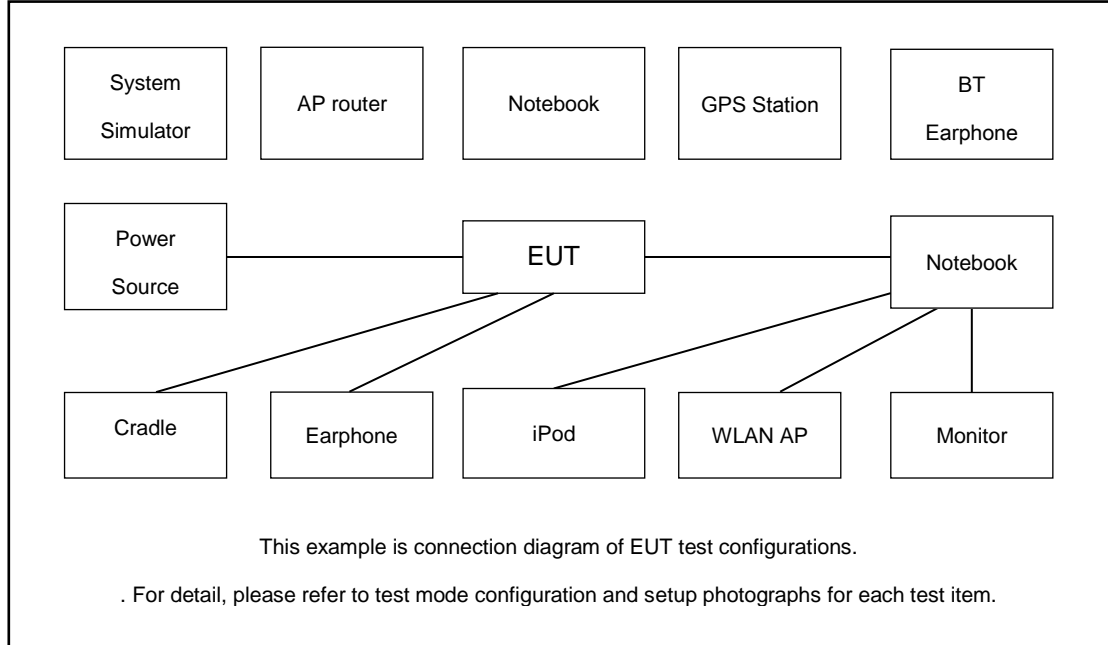 System
Simulator
AP router
Notebook
GPS Station
BT
Earphone
Power
Source
EUT
Notebook
Cradle
Earphone
iPod
WLAN AP
Monitor
This example is connection diagram of EUT test configurations.
. For detail, please refer to test mode configuration and setup photographs for each test item.